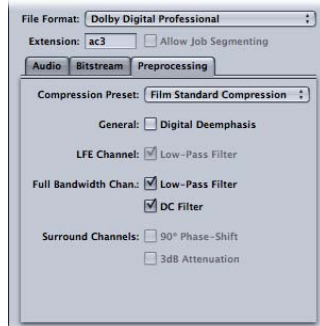 File Format: Dolby Digital Professional
Extension: ac3 Allow Job Segmenting
Audio Bitstream Preprocessing
Compression Preset: Film Standard Compression
General: Digital Deemphasis
LFE Channel: Low-Pass Filter
Full Bandwidth Chan.: Low-Pass Filter
DC Filter
Surround Channels: 90° Phase-Shift
3dB Attenuation